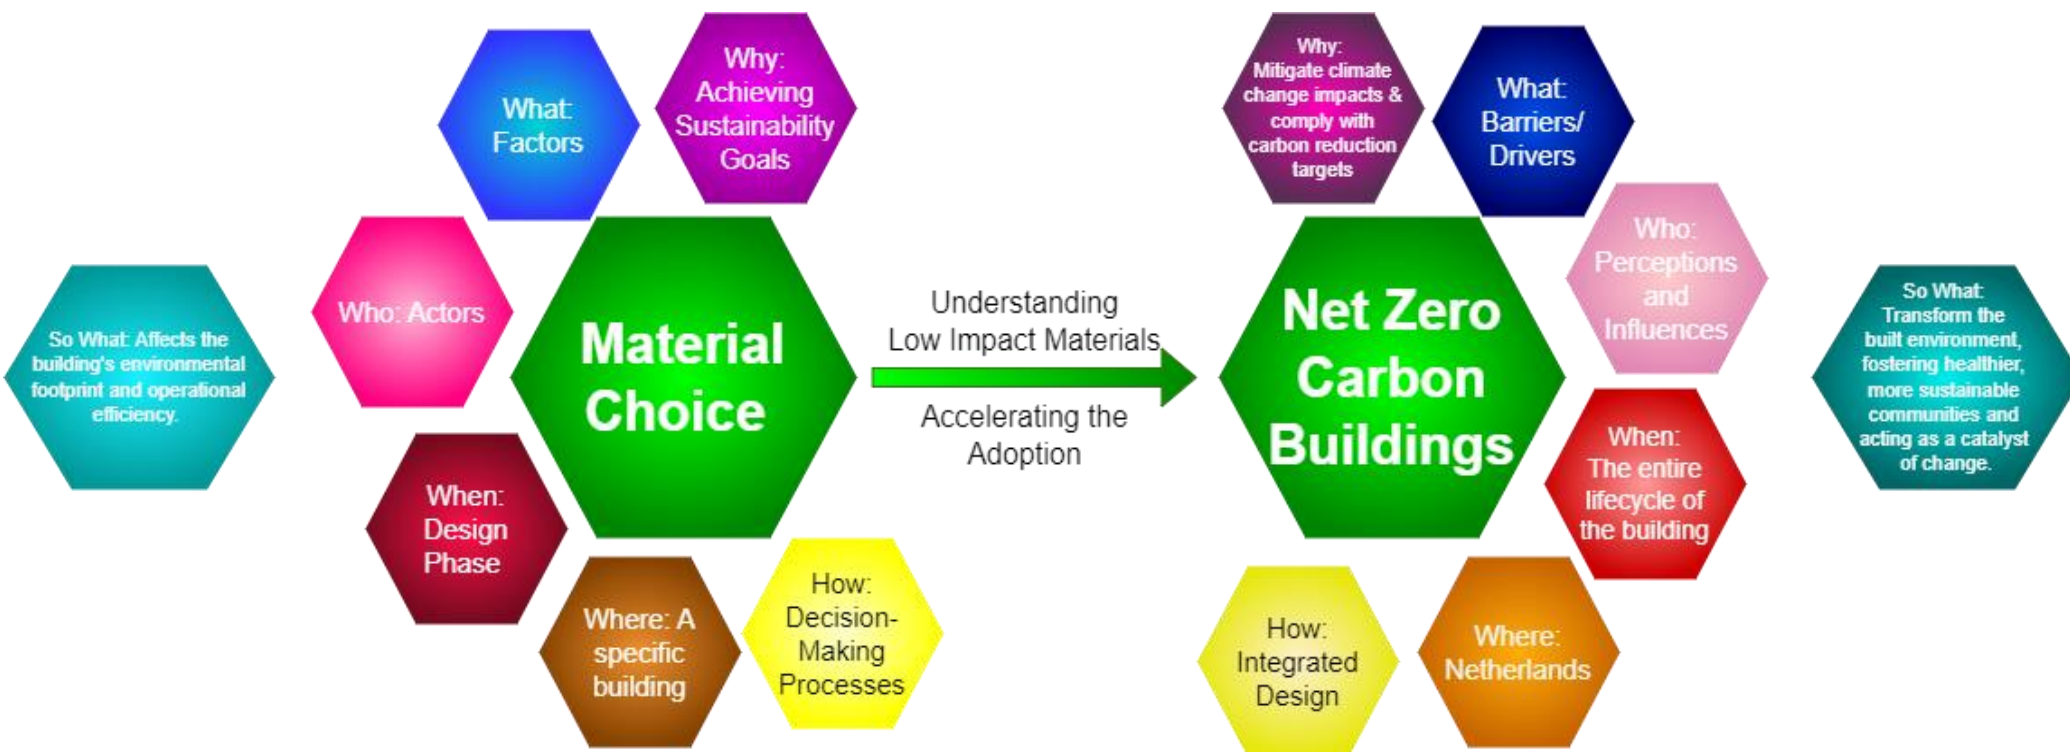 What:
Factors
Why:
Achieving
Sustainability
Goals
Who: Actors
So What: Affects the
building's environmental
footprint and operational
efficiency.
Material
Choice
When:
Design
Phase
Where: A
specific
building
How:
Decision-
Making
Processes
Understanding
Low Impact Materials
Accelerating the
Adoption
Why:
Mitigate climate
change impacts &
comply with
carbon reduction
targets
What:
Barriers/
Drivers
Who:
Perceptions
and
Influences
Net Zero
Carbon
Buildings
When:
The entire
lifecycle of
the building
How:
Integrated
Design
Where:
Netherlands
So What:
Transform the
built environment,
fostering healthier,
more sustainable
communities and
acting as a catalyst
of change.